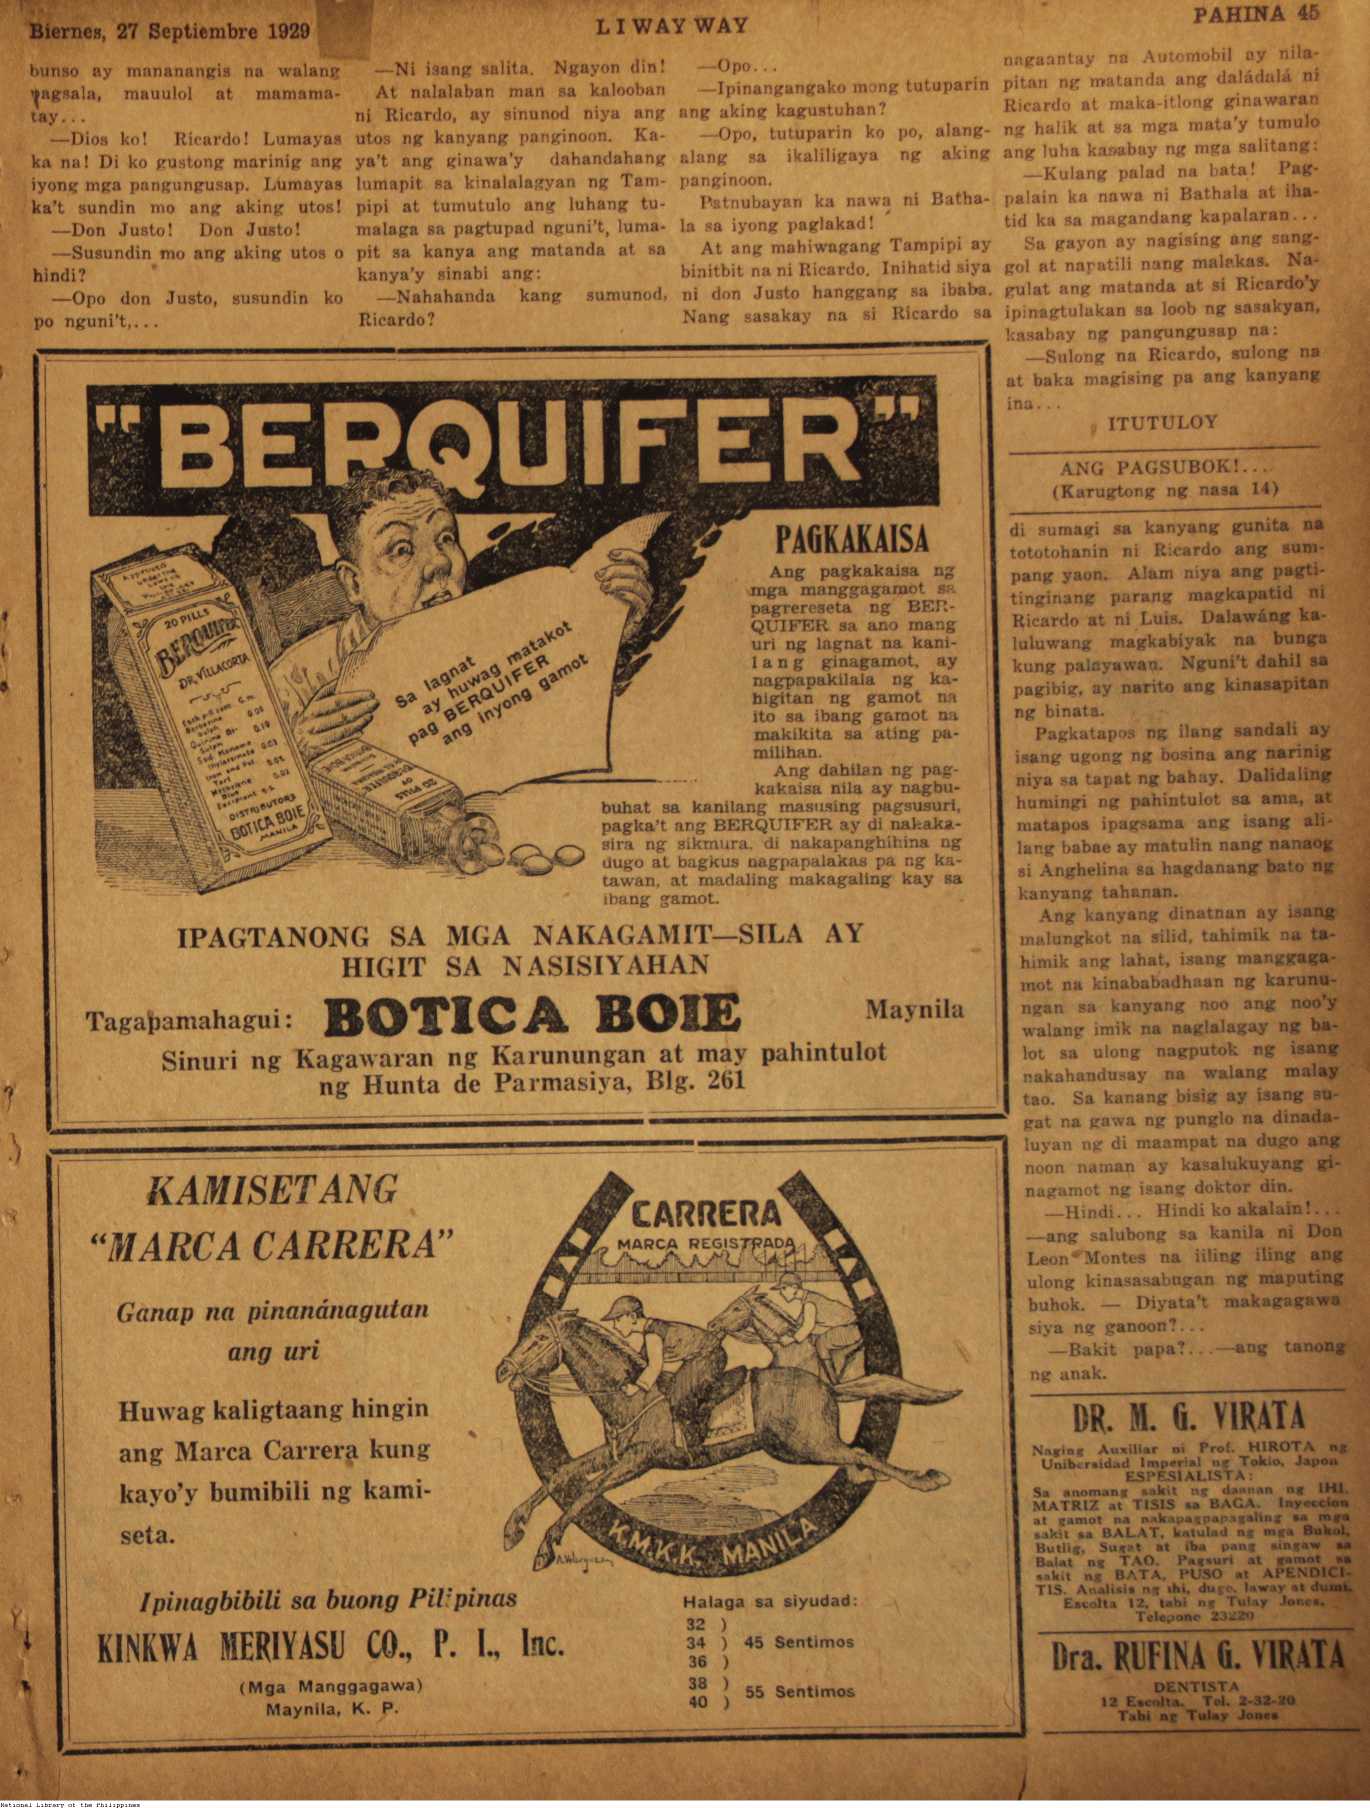 Biernes, 27 Septiembre 1929
LIWAYWAY
PAHINA 45
bunso ay mananangis na walang
pagsala, mauulol at mamama-
tay...
—Dios ko! Ricardo! Lumayas
ka na! Di ko gustong marinig ang
iyong mga pangungusap. Lumayas
ka't sundin mo ang aking utos!
—Don Justo! Don Justo!
—Susundin mo ang aking utos o
hindi?
—Opo don Justo, susundin ko
po nguni't,...
—Ni isang salita. Ngayon din!
At nalalaban man sa kalooban
ni Ricardo, ay sinunod niya ang
utos ng kanyang panginoon. Ka-
ya't ang ginawa'y dahandahang
lumapit sa kinalalagyan ng Tam-
pipi at tumutulo ang luhang tu-
malaga sa pagtupad nguni't, luma-
pit sa kanya ang matanda at sa
kanya'y sinabi ang:
—Nahahanda kang sumunod,
Ricardo?
—Opo...
—Ipinangangako mong tutuparin
ang aking kagustuhan?
—Opo, tutuparin ko po, alang-
alang sa ikaliligaya ng aking
panginoon.
Patnubayan ka nawa ni Batha-
la sa iyong paglakad!
At ang mahiwagang Tampipi ay
binitbit na ni Ricardo. Inihatid siya
ni don Justo hanggang sa ibaba.
Nang sasakay na si Ricardo sa
nagaantay na Automobil ay nila-
pitan ng matanda ang daládalá ni
Ricardo at maka-itlong ginawaran
ng halik at sa mga mata'y tumulo
ang luha kasabay ng mga salitang:
—Kulang palad na bata! Pag-
palain ka nawa ni Bathala at iha-
tid ka sa magandang kapalaran...
Sa gayon ay nagising ang sang-
gol at napatili nang malakas. Na-
gulat ang matanda at si Ricardo'y
ipinagtulakan sa loob ng sasakyan,
kasabay ng pangungusap na:
—Sulong na Ricardo, sulong na
at baka magising pa ang kanyang
ina...
ITUTULOY
"BERQUIFER"
APPROVED
UNDER THE
20 PILLS
BERQUIFER
DR. VILLACORTA
Each pill cont. G.m.
DISTRIBUTORS
BOTICA BOIE
MANILA
20 PILLS
Sa lagnat
ay huwag matakot
pag BERQUIFER
ang inyong gamot
PAGKAKAISA
Ang pagkakaisa ng
mga manggagamot sa
pagrereseta ng BER-
QUIFER sa ano mang
uri ng lagnat na kani-
lang ginagamot, ay
nagpapakilala ng ka-
higitan ng gamot na
ito sa ibang gamot na
makikita sa ating pa-
milihan.
Ang dahilan ng pag-
kakaisa nila ay nagbu-
buhat sa kanilang masusing pagsusuri,
pagka't ang BERQUIFER ay di nakaka-
sira ng sikmura, di nakapanghihina ng
dugo at bagkus nagpapalakas pa ng ka-
tawan, at madaling makagaling kay sa
ibang gamot.
IPAGTANONG SA MGA NAKAGAMIT—SILA AY
HIGIT SA NASISIYAHAN
Tagapamahagui: BOTICA BOIE Maynila
Sinuri ng Kagawaran ng Karunungan at may pahintulot
ng Hunta de Parmasiya, Blg. 261
KAMISETANG
"MARCA CARRERA"
Ganap na pinanánagutan
ang uri
Huwag kaligtaang hingin
ang Marca Carrera kung
kayo'y bumibili ng kami-
seta.
CARRERA
MARCA REGISTRADA
K.M.K.K. MANILA
Ipinagbibili sa buong Pilipinas
KINKWA MERIYASU CO., P. I., Inc.
(Mga Manggagawa)
Maynila, K. P.
Halaga sa siyudad:
32 )
34 ) 45 Sentimos
36 )
38 )
40 ) 55 Sentimos
ANG PAGSUBOK!...
(Karugtong ng nasa 14)
di sumagi sa kanyang gunita na
tototohanin ni Ricardo ang sum-
pang yaon. Alam niya ang pagti-
tinginang parang magkapatid ni
Ricardo at ni Luis. Dalawáng ka-
luluwang magkabiyak na bunga
kung palayawan. Nguni't dahil sa
pagibig, ay narito ang kinasapitan
ng binata.
Pagkatapos ng ilang sandali ay
isang ugong ng bosina ang narinig
niya sa tapat ng bahay. Dalidaling
humingi ng pahintulot sa ama, at
matapos ipagsama ang isang ali-
lang babae ay matulin nang nanaog
si Anghelina sa hagdanang bato ng
kanyang tahanan.
Ang kanyang dinatnan ay isang
malungkot na silid, tahimik na ta-
himik ang lahat, isang manggaga-
mot na kinababadhaan ng karunu-
ngan sa kanyang noo ang noo'y
walang imik na naglalagay ng ba-
lot sa ulong nagputok ng isang
nakahandusay na walang malay
tao. Sa kanang bisig ay isang su-
gat na gawa ng punglo na dinada-
luyan ng di maampat na dugo ang
noon naman ay kasalukuyang gi-
nagamot ng isang doktor din.
—Hindi... Hindi ko akalain!...
—ang salubong sa kanila ni Don
Leon Montes na iiling iling ang
ulong kinasasabugan ng maputing
buhok. — Diyata't makagagawa
siya ng ganoon?...
—Bakit papa?...—ang tanong
ng anak.
DR. M. G. VIRATA
Naging Auxiliar ni Prof. HIROTA ng
Unibersidad Imperial ng Tokio, Japon
ESPESIALISTA:
Sa anomang sakit ng daanan ng IHI,
MATRIZ at TISIS sa BAGA. Inyeccion
at gamot na nakapagpapagaling sa mga
sakit sa BALAT, katulad ng mga Bukol,
Butlig, Sugat at iba pang singaw sa
Balat ng TAO. Pagsuri at gamot sa
sakit ng BATA, PUSO at APENDICI-
TIS. Analisis ng ihi, dugo, laway at dumi.
Escolta 12, tabi ng Tulay Jones.
Telepono 23220
Dra. RUFINA G. VIRATA
DENTISTA
12 Escolta. Tel. 2-32-20
Tabi ng Tulay Jones
National Library of the Philippines